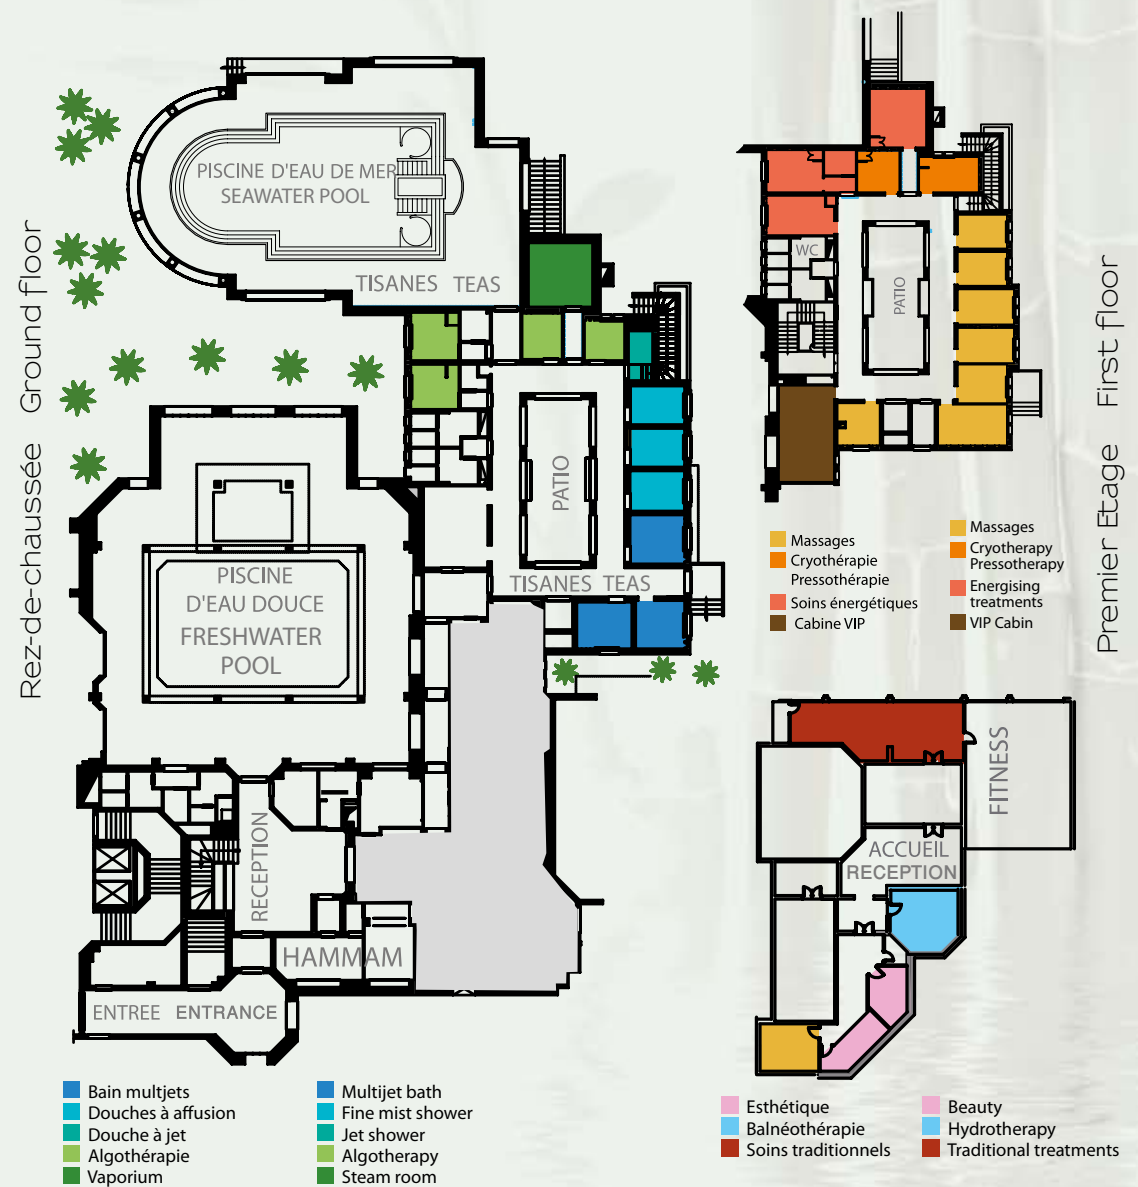 Rez-de-chaussée Ground floor
PISCINE D'EAU DE MER
SEAWATER POOL
TISANES TEAS
PATIO
TISANES TEAS
PISCINE
D'EAU DOUCE
FRESHWATER
POOL
RECEPTION
HAMMAM
ENTREE ENTRANCE
Bain multjets
Douches à affusion
Douche à jet
Algothérapie
Vaporium
Multijet bath
Fine mist shower
Jet shower
Algotherapy
Steam room
Premier Etage First floor
WC
PATIO
Massages
Cryothérapie
Pressothérapie
Soins énergétiques
Cabine VIP
Massages
Cryotherapy
Pressotherapy
Energising
treatments
VIP Cabin
FITNESS
ACCUEIL
RECEPTION
Esthétique
Balnéothérapie
Soins traditionnels
Beauty
Hydrotherapy
Traditional treatments